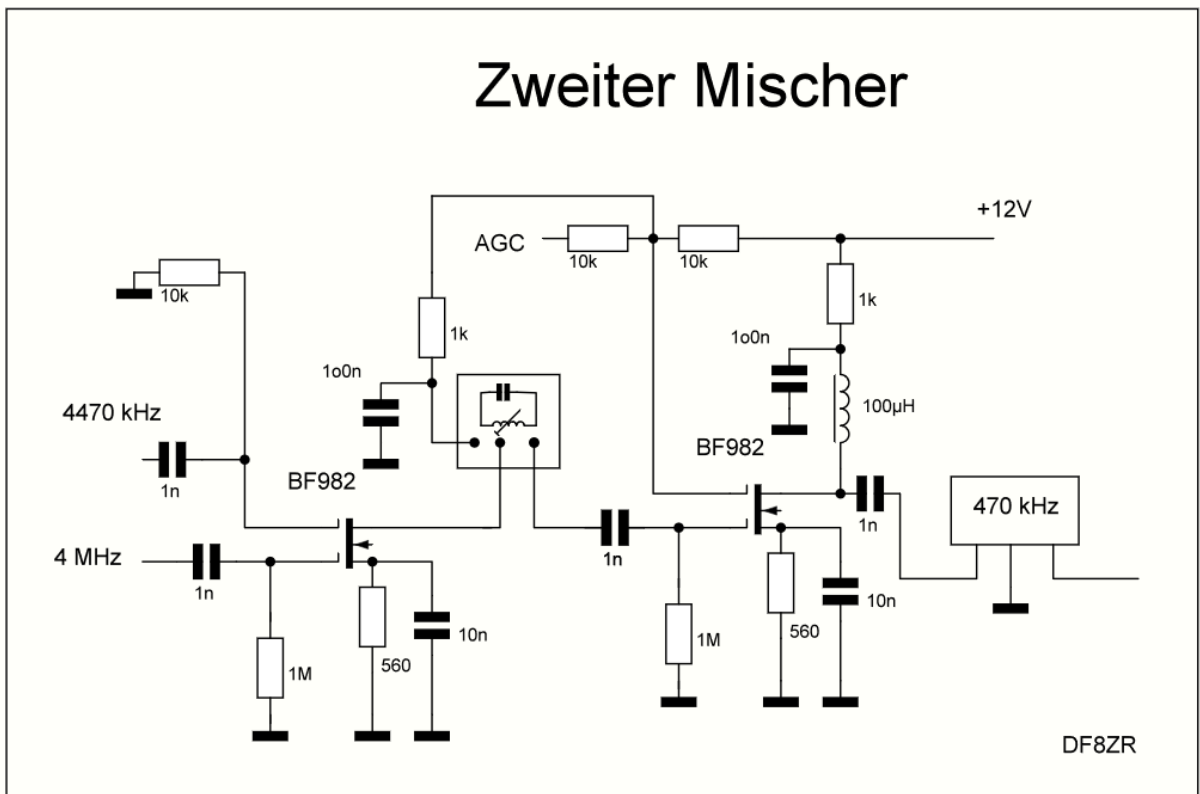 Zweiter Mischer
+12V
AGC
10k
10k
10k
1k
1k
1o0n
1o0n
100µH
4470 kHz
1n
BF982
BF982
470 kHz
1n
4 MHz
1n
1n
10n
10n
560
560
1M
1M
DF8ZR